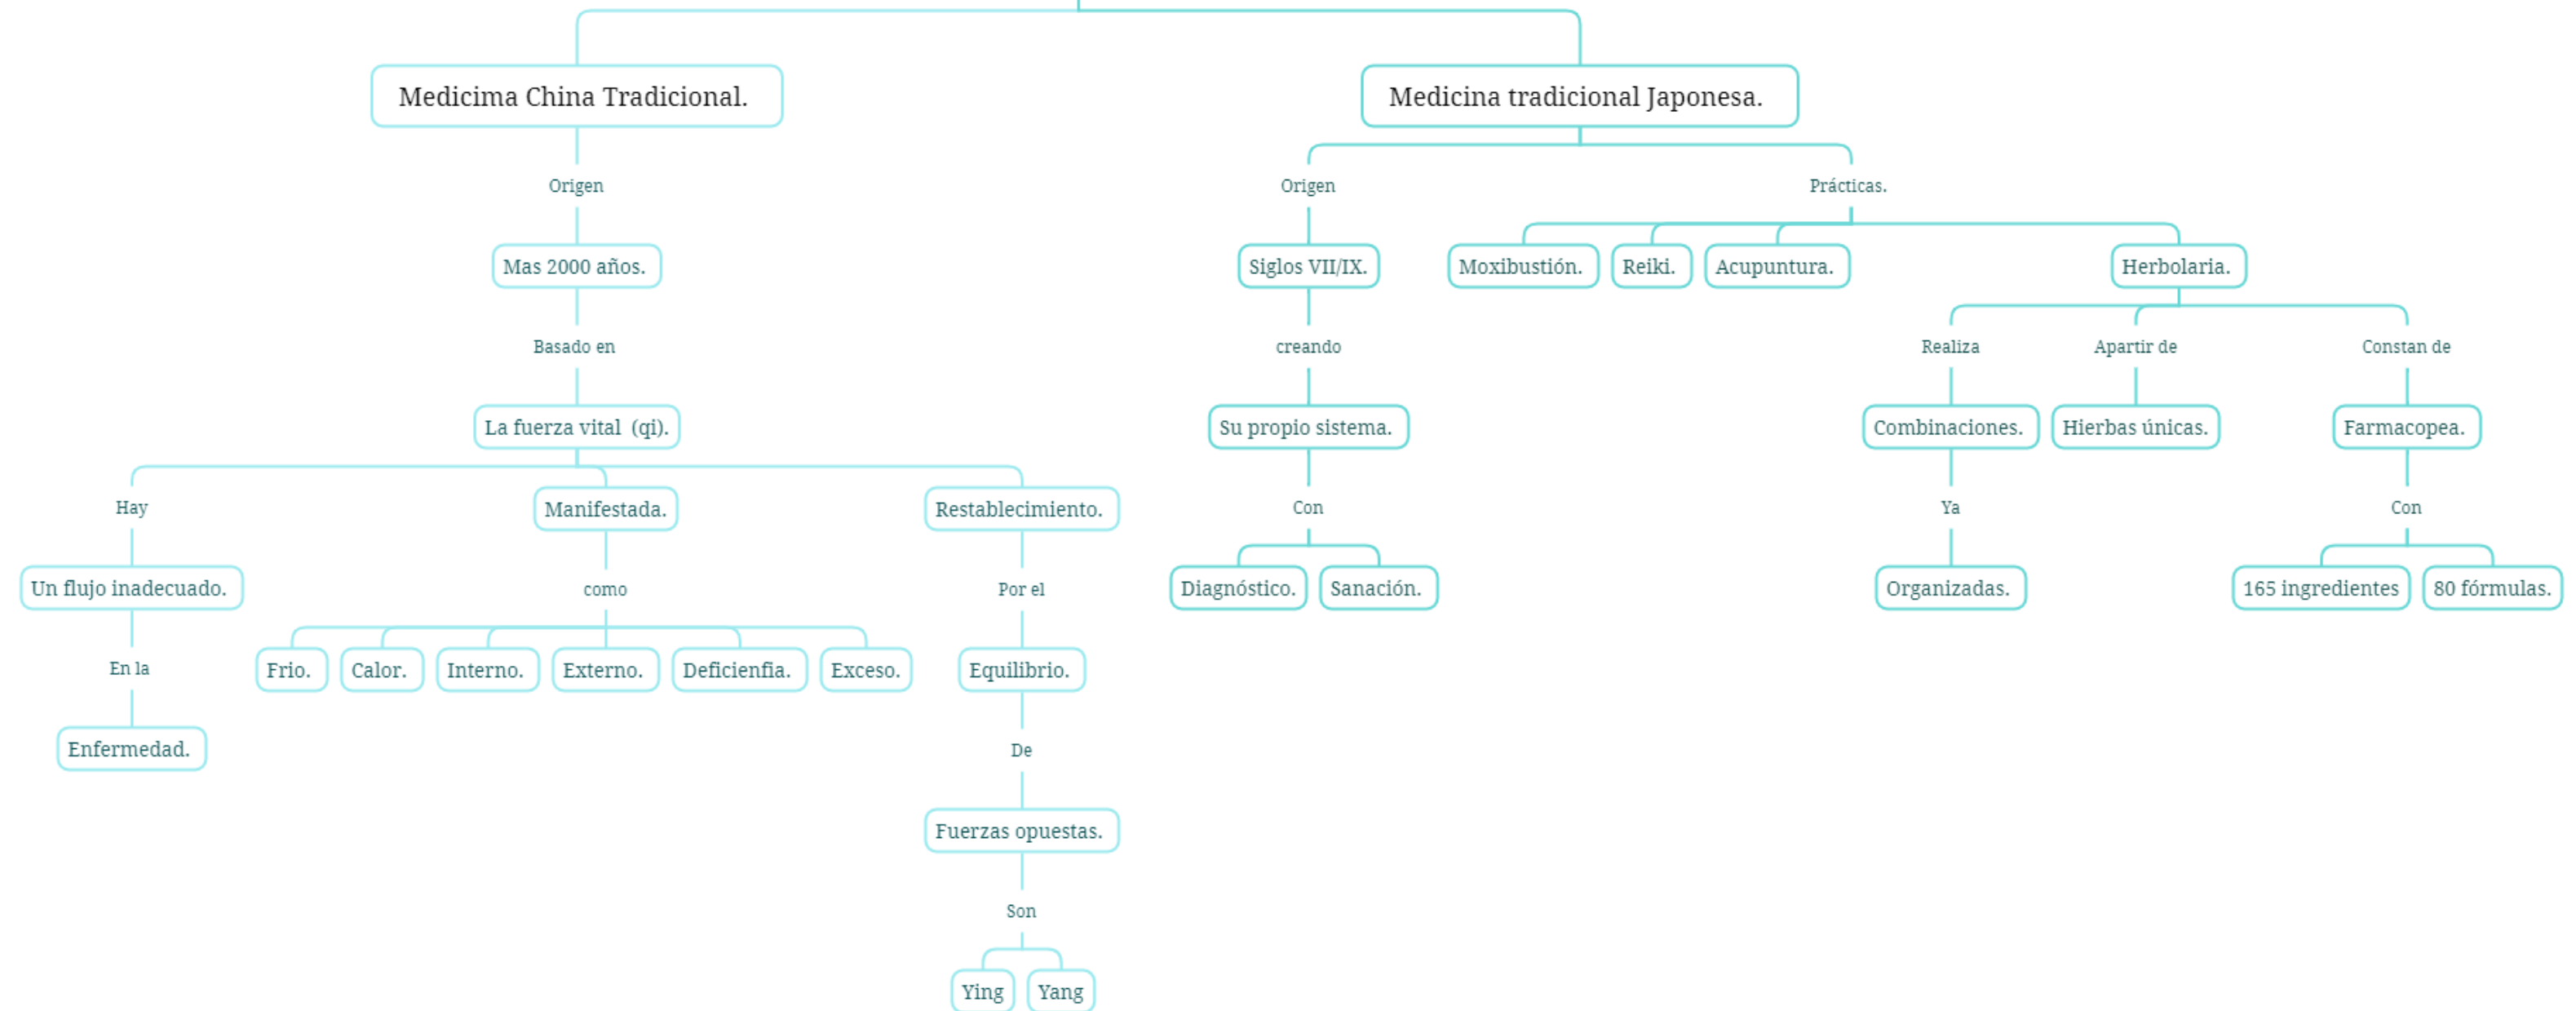 Medicima China Tradicional.
Medicina tradicional Japonesa.
Origen
Origen
Prácticas.
Mas 2000 años.
Siglos VII/IX.
Moxibustión.
Reiki.
Acupuntura.
Herbolaria.
Basado en
creando
Realiza
Apartir de
Constan de
La fuerza vital (qi).
Su propio sistema.
Combinaciones.
Hierbas únicas.
Farmacopea.
Hay
Manifestada.
Restablecimiento.
Con
Ya
Con
Un flujo inadecuado.
como
Por el
Diagnóstico.
Sanación.
Organizadas.
165 ingredientes
80 fórmulas.
En la
Frio.
Calor.
Interno.
Externo.
Deficienfia.
Exceso.
Equilibrio.
Enfermedad.
De
Fuerzas opuestas.
Son
Ying
Yang